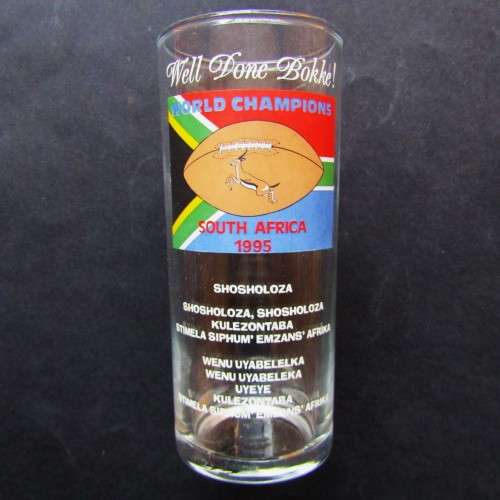 Well Done Bokke!
WORLD CHAMPIONS
SOUTH AFRICA
1995
SHOSHOLOZA
SHOSHOLOZA, SHOSHOLOZA
KULEZONTABA
STIMELA SIPHUM' EMZANS' AFRIKA
WENU UYABELELKA
WENU UYABELEKA
UYEYE
KULEZONTABA
STIMELA SIPHUM' EMZANS' AFRIKA